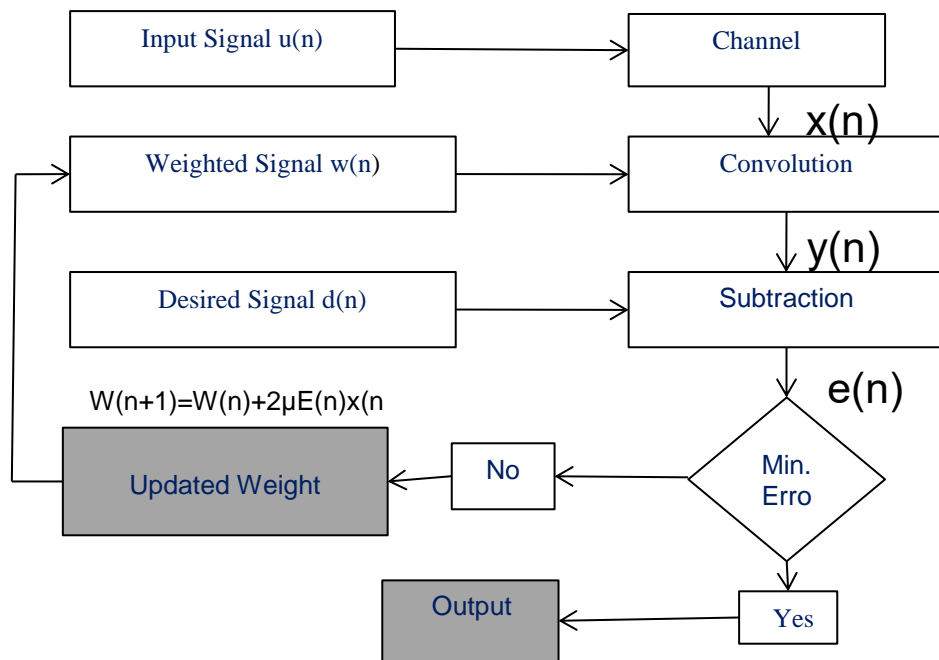 Input Signal u(n)
Channel
x(n)
Weighted Signal w(n)
Convolution
y(n)
Desired Signal d(n)
Subtraction
e(n)
W(n+1)=W(n)+2µE(n)x(n
Updated Weight
No
Min.
Erro
Output
Yes